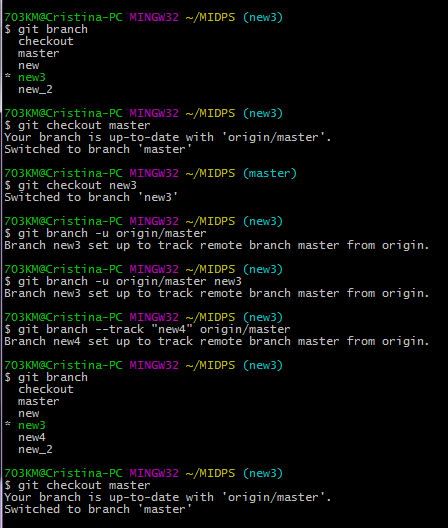 703KM@Cristina-PC MINGW32 ~/MIDPS (new3)
$ git branch
  checkout
  master
  new
* new3
  new_2

703KM@Cristina-PC MINGW32 ~/MIDPS (new3)
$ git checkout master
Your branch is up-to-date with 'origin/master'.
Switched to branch 'master'

703KM@Cristina-PC MINGW32 ~/MIDPS (master)
$ git checkout new3
Switched to branch 'new3'

703KM@Cristina-PC MINGW32 ~/MIDPS (new3)
$ git branch -u origin/master
Branch new3 set up to track remote branch master from origin.

703KM@Cristina-PC MINGW32 ~/MIDPS (new3)
$ git branch -u origin/master new3
Branch new3 set up to track remote branch master from origin.

703KM@Cristina-PC MINGW32 ~/MIDPS (new3)
$ git branch --track "new4" origin/master
Branch new4 set up to track remote branch master from origin.

703KM@Cristina-PC MINGW32 ~/MIDPS (new3)
$ git branch
  checkout
  master
  new
* new3
  new4
  new_2

703KM@Cristina-PC MINGW32 ~/MIDPS (new3)
$ git checkout master
Your branch is up-to-date with 'origin/master'.
Switched to branch 'master'